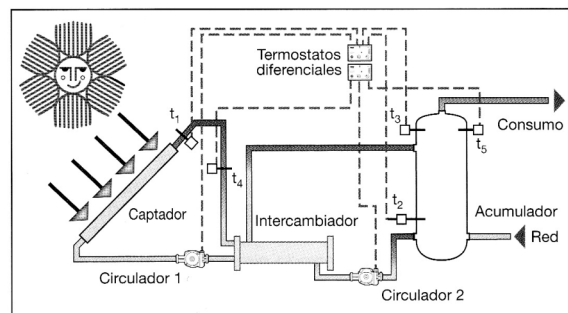 Termostatos
diferenciales
t1
t3
Consumo
t5
t4
t2
Captador
Intercambiador
Acumulador
Red
Circulador 1
Circulador 2